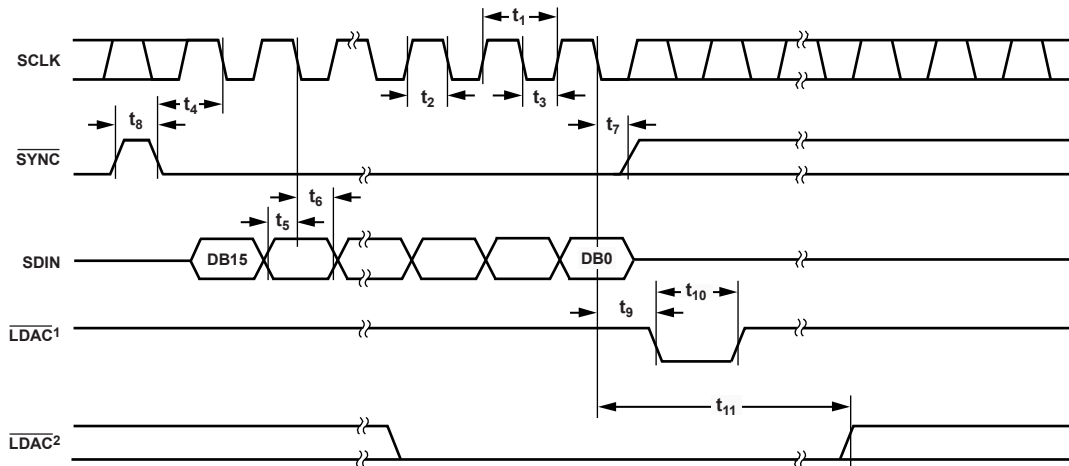 t1
SCLK
t2
t3
t4
t8
t7
SYNC
t6
t5
SDIN
DB15
DB0
t10
t9
LDAC1
t11
LDAC2